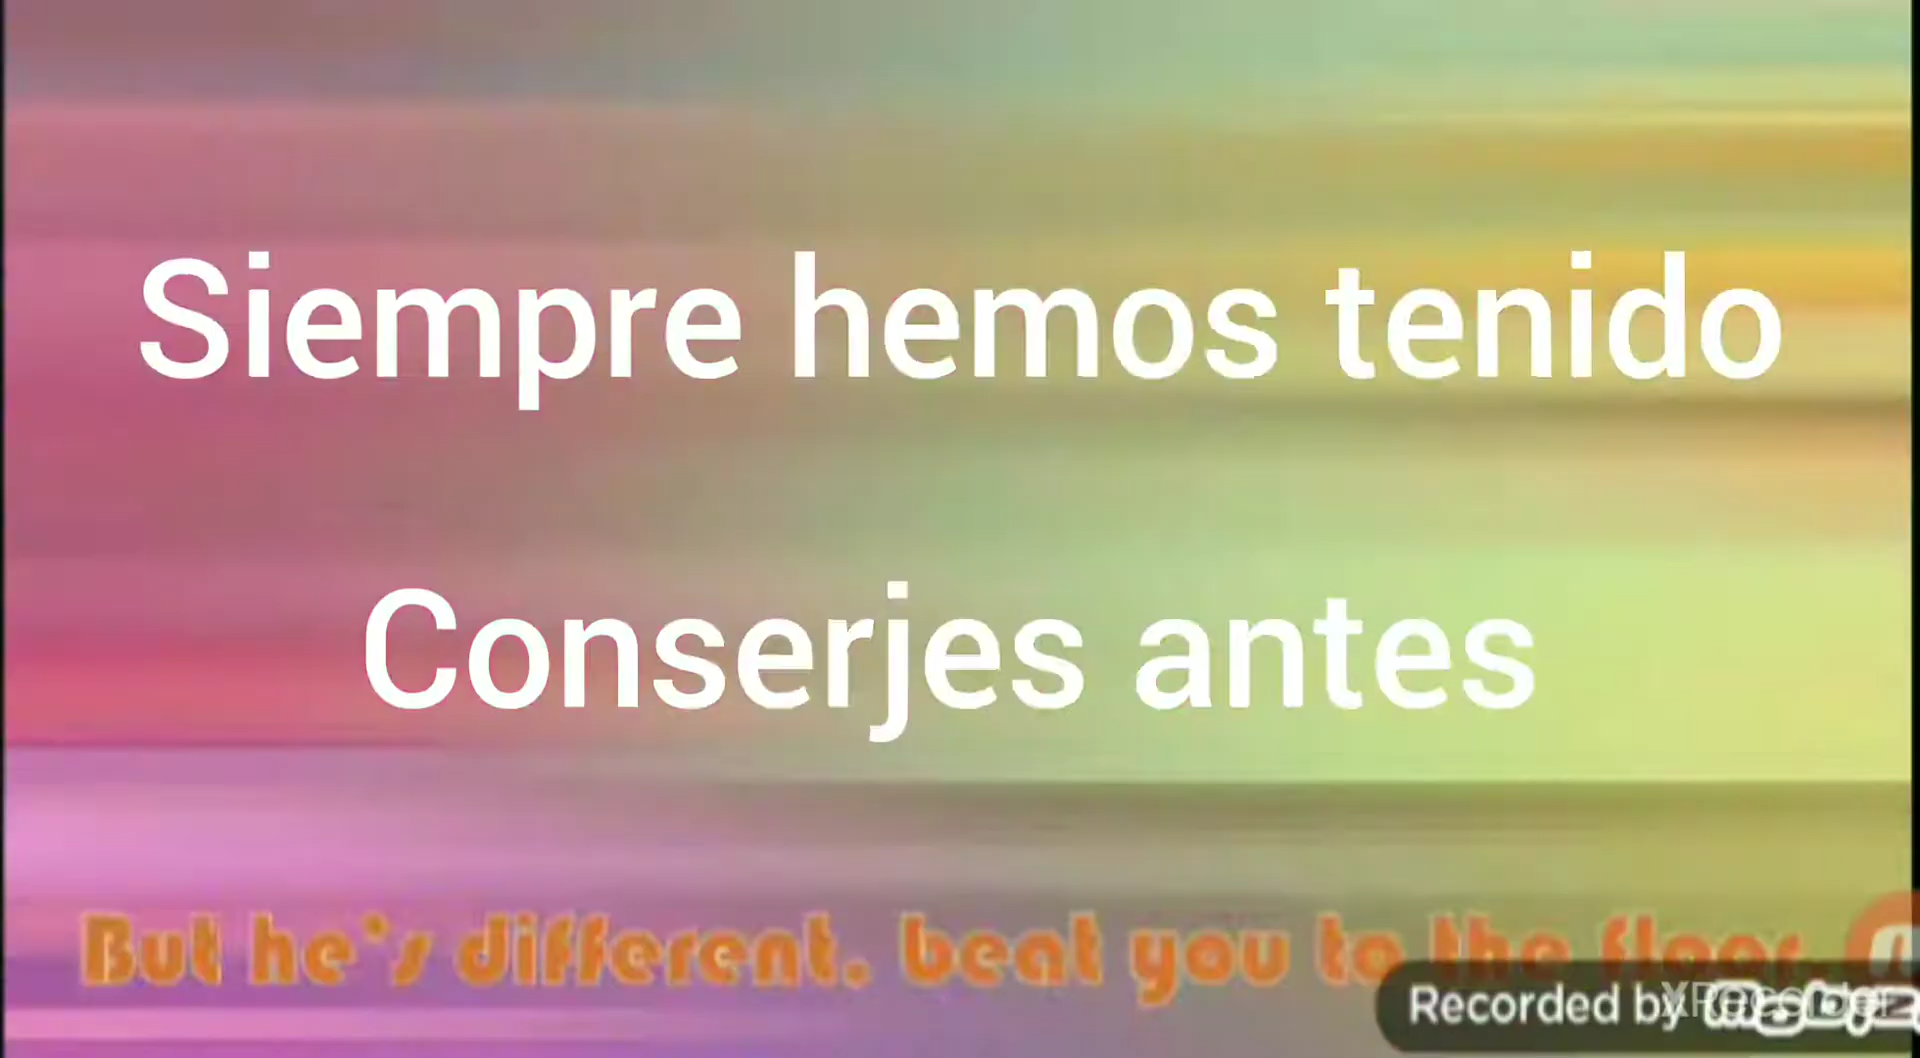 Siempre hemos tenido
Conserjes antes
But he's different, beat you to the floor
Recorded by